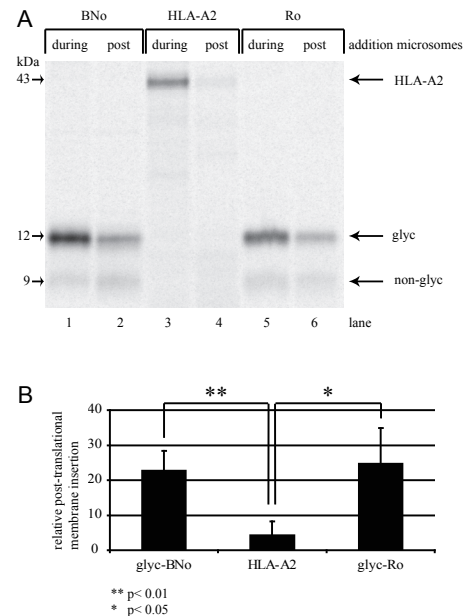 A
BNo HLA-A2 Ro
during post during post during post addition microsomes
kDa
43 HLA-A2
12 glyc
9 non-glyc
1 2 3 4 5 6 lane
B
** *
relative post-translational
membrane insertion
40
30
20
10
0
glyc-BNo HLA-A2 glyc-Ro
** p< 0.01
* p< 0.05